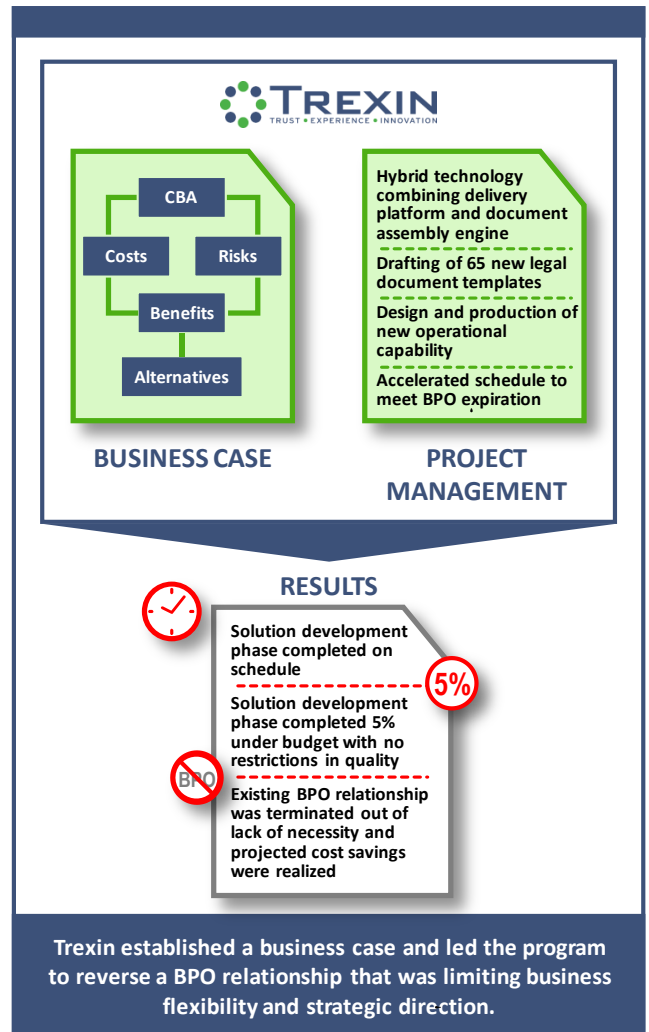 TREXIN
TRUST • EXPERIENCE • INNOVATION
CBA
Costs
Risks
Benefits
Alternatives
BUSINESS CASE
Hybrid technology
combining delivery
platform and document
assembly engine
Drafting of 65 new legal
document templates
Design and production of
new operational
capability
Accelerated schedule to
meet BPO expiration
PROJECT
MANAGEMENT
RESULTS
Solution development
phase completed on
schedule
5%
Solution development
phase completed 5%
under budget with no
restrictions in quality
BPO
Existing BPO relationship
was terminated out of
lack of necessity and
projected cost savings
were realized
Trexin established a business case and led the program
to reverse a BPO relationship that was limiting business
flexibility and strategic direction.